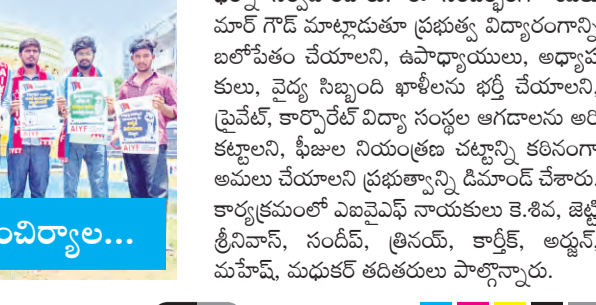 మార్ గౌడ్ మాట్లాడుతూ ప్రభుత్వ విద్యారంగాన్ని
బలోపేతం చేయాలని, ఉపాధ్యాయులు, అధ్యాప
కులు, వైద్య సిబ్బంది ఖాళీలను భర్తీ చేయాలని,
ప్రైవేట్, కార్పొరేట్ విద్యా సంస్థల ఆగడాలను అరి
కట్టాలని, ఫీజుల నియంత్రణ చట్టాన్ని కఠినంగా
అమలు చేయాలని ప్రభుత్వాన్ని డిమాండ్ చేశారు.
కార్యక్రమంలో ఎఐవైఎఫ్ నాయకులు కె.శివ, జెట్టి
శ్రీనివాస్, సందీప్, త్రినయ్, కార్తీక్, అర్జున్,
మహేష్, మధుకర్ తదితరులు పాల్గొన్నారు.
AIYF
AIYF
AIYF
ంచిర్యాల...